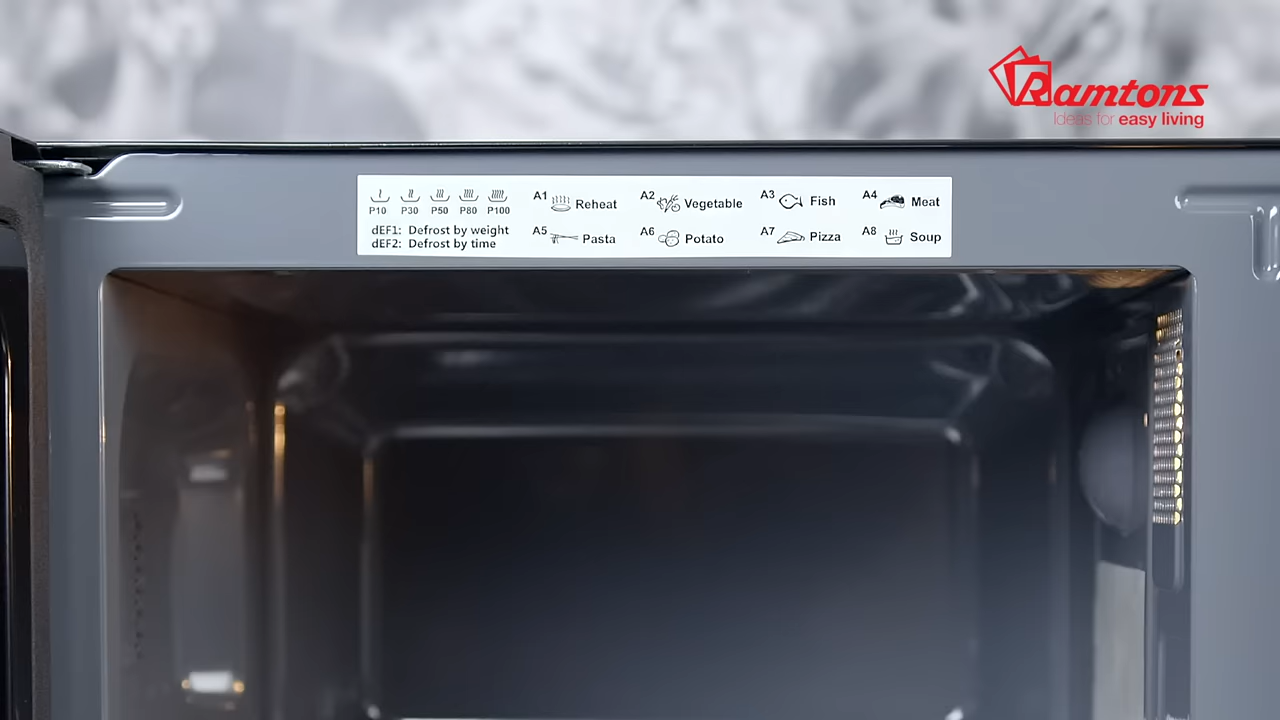 Ramtons
Ideas for easy living
P10 P30 P50 P80 P100
dEF1: Defrost by weight
dEF2: Defrost by time
A1 Reheat A2 Vegetable A3 Fish A4 Meat
A5 Pasta A6 Potato A7 Pizza A8 Soup